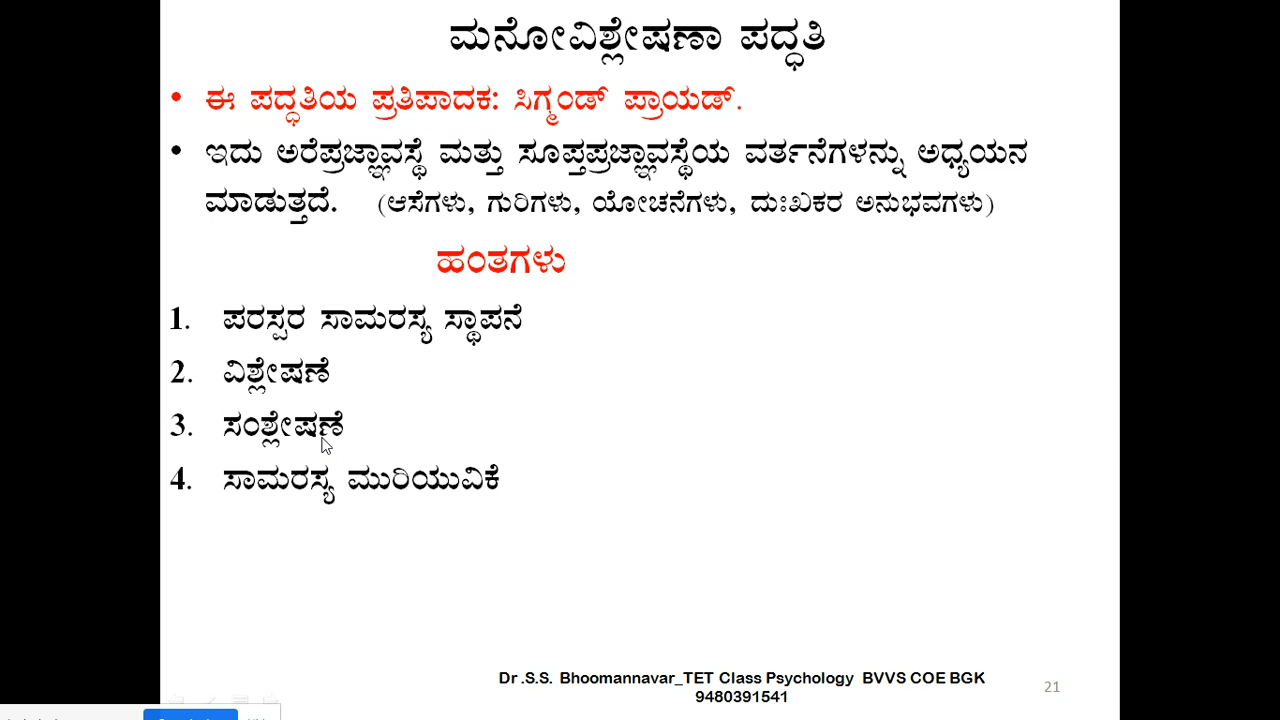 ಮನೋವಿಶ್ಲೇಷಣಾ ಪದ್ಧತಿ
• ಈ ಪದ್ಧತಿಯ ಪ್ರತಿಪಾದಕ: ಸಿಗ್ಮಂಡ್ ಪ್ರಾಯಡ್.
• ಇದು ಅರೆಪ್ರಜ್ಞಾವಸ್ಥೆ ಮತ್ತು ಸೂಪ್ತಪ್ರಜ್ಞಾವಸ್ಥೆಯ ವರ್ತನೆಗಳನ್ನು ಅಧ್ಯಯನ
ಮಾಡುತ್ತದೆ. (ಆಸೆಗಳು, ಗುರಿಗಳು, ಯೋಚನೆಗಳು, ದುಃಖಕರ ಅನುಭವಗಳು)
ಹಂತಗಳು
1. ಪರಸ್ಪರ ಸಾಮರಸ್ಯ ಸ್ಥಾಪನೆ
2. ವಿಶ್ಲೇಷಣೆ
3. ಸಂಶ್ಲೇಷಣೆ
4. ಸಾಮರಸ್ಯ ಮುರಿಯುವಿಕೆ
Dr .S.S. Bhoomannavar_TET Class Psychology BVVS COE BGK
9480391541
21